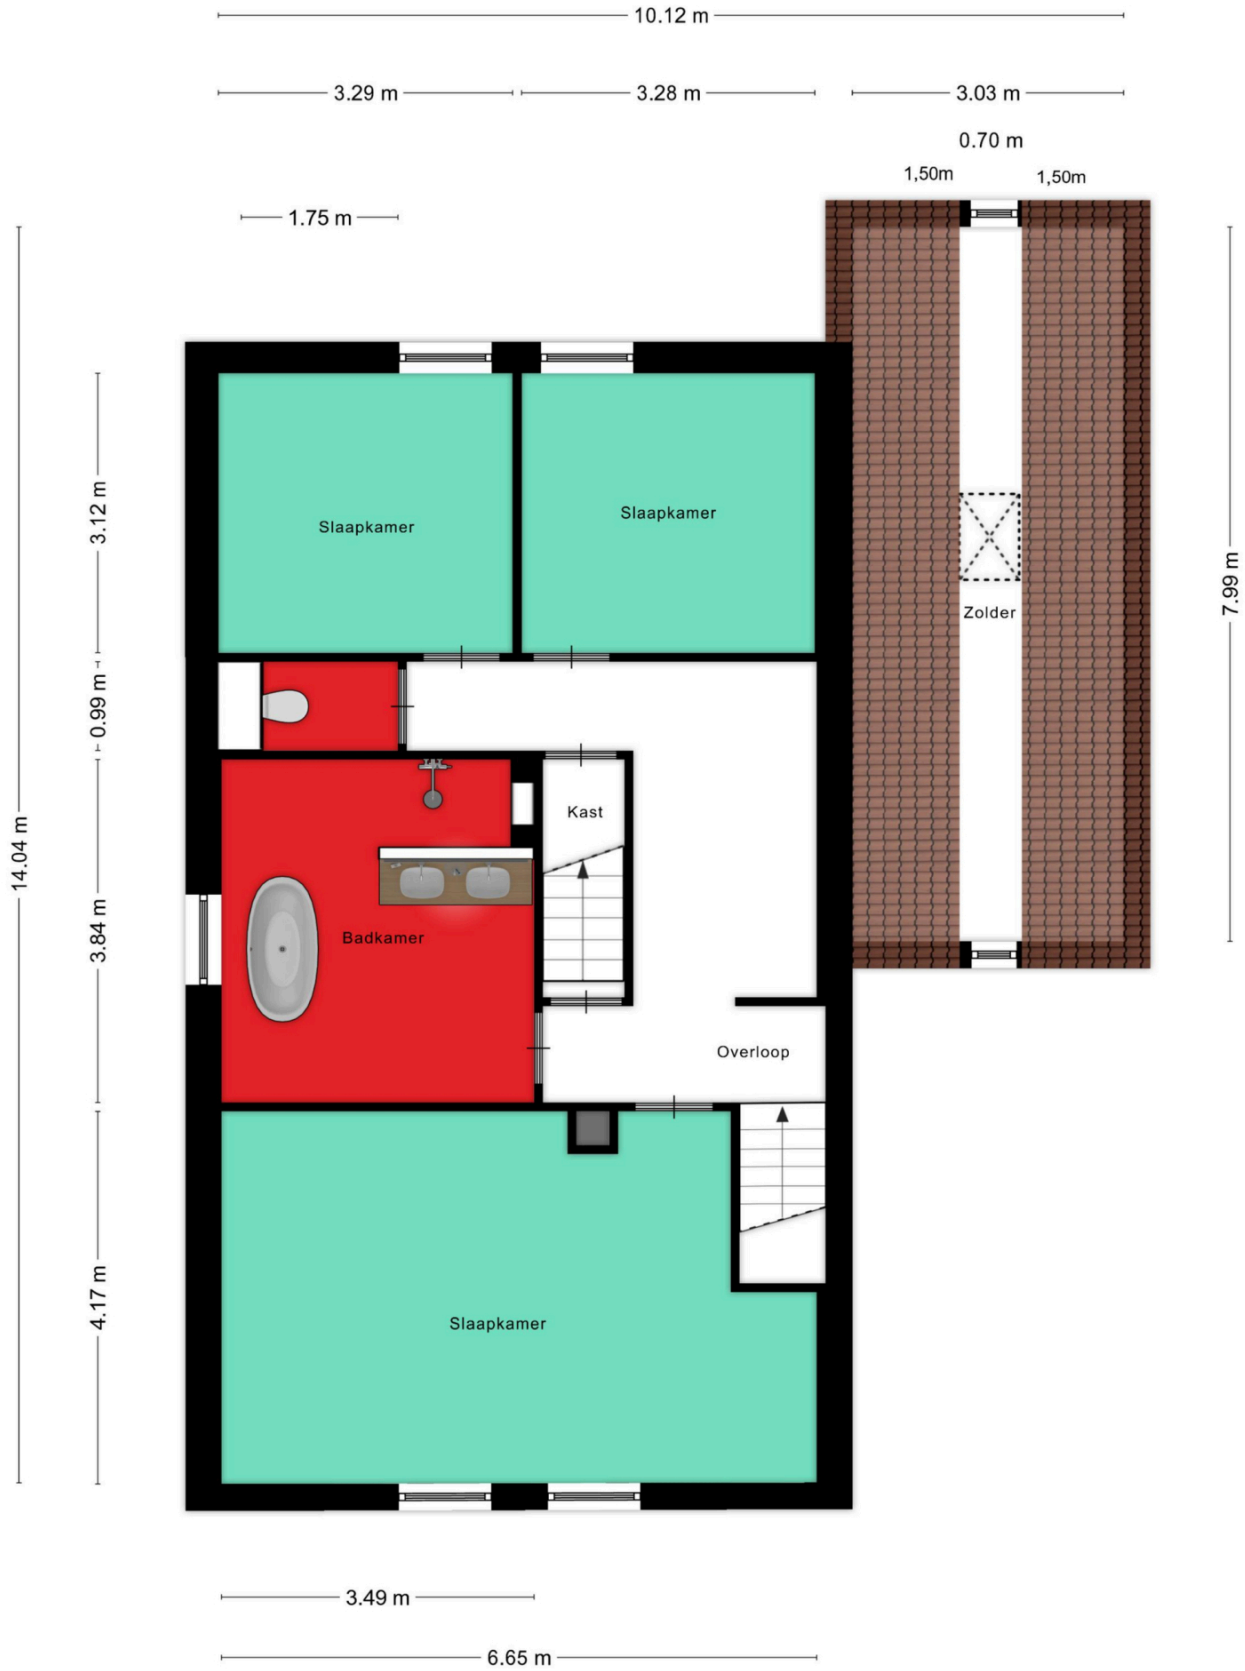 10.12 m
3.29 m
3.28 m
3.03 m
0.70 m
1,50m
1,50m
1.75 m
3.12 m
Slaapkamer
Slaapkamer
7.99 m
Zolder
0.99 m
14.04 m
Kast
3.84 m
Badkamer
Overloop
4.17 m
Slaapkamer
3.49 m
6.65 m